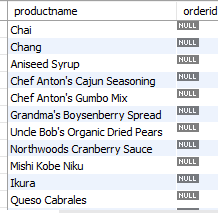 productname orderid
Chai NULL
Chang NULL
Aniseed Syrup NULL
Chef Anton's Cajun Seasoning NULL
Chef Anton's Gumbo Mix NULL
Grandma's Boysenberry Spread NULL
Uncle Bob's Organic Dried Pears NULL
Northwoods Cranberry Sauce NULL
Mishi Kobe Niku NULL
Ikura NULL
Queso Cabrales NULL